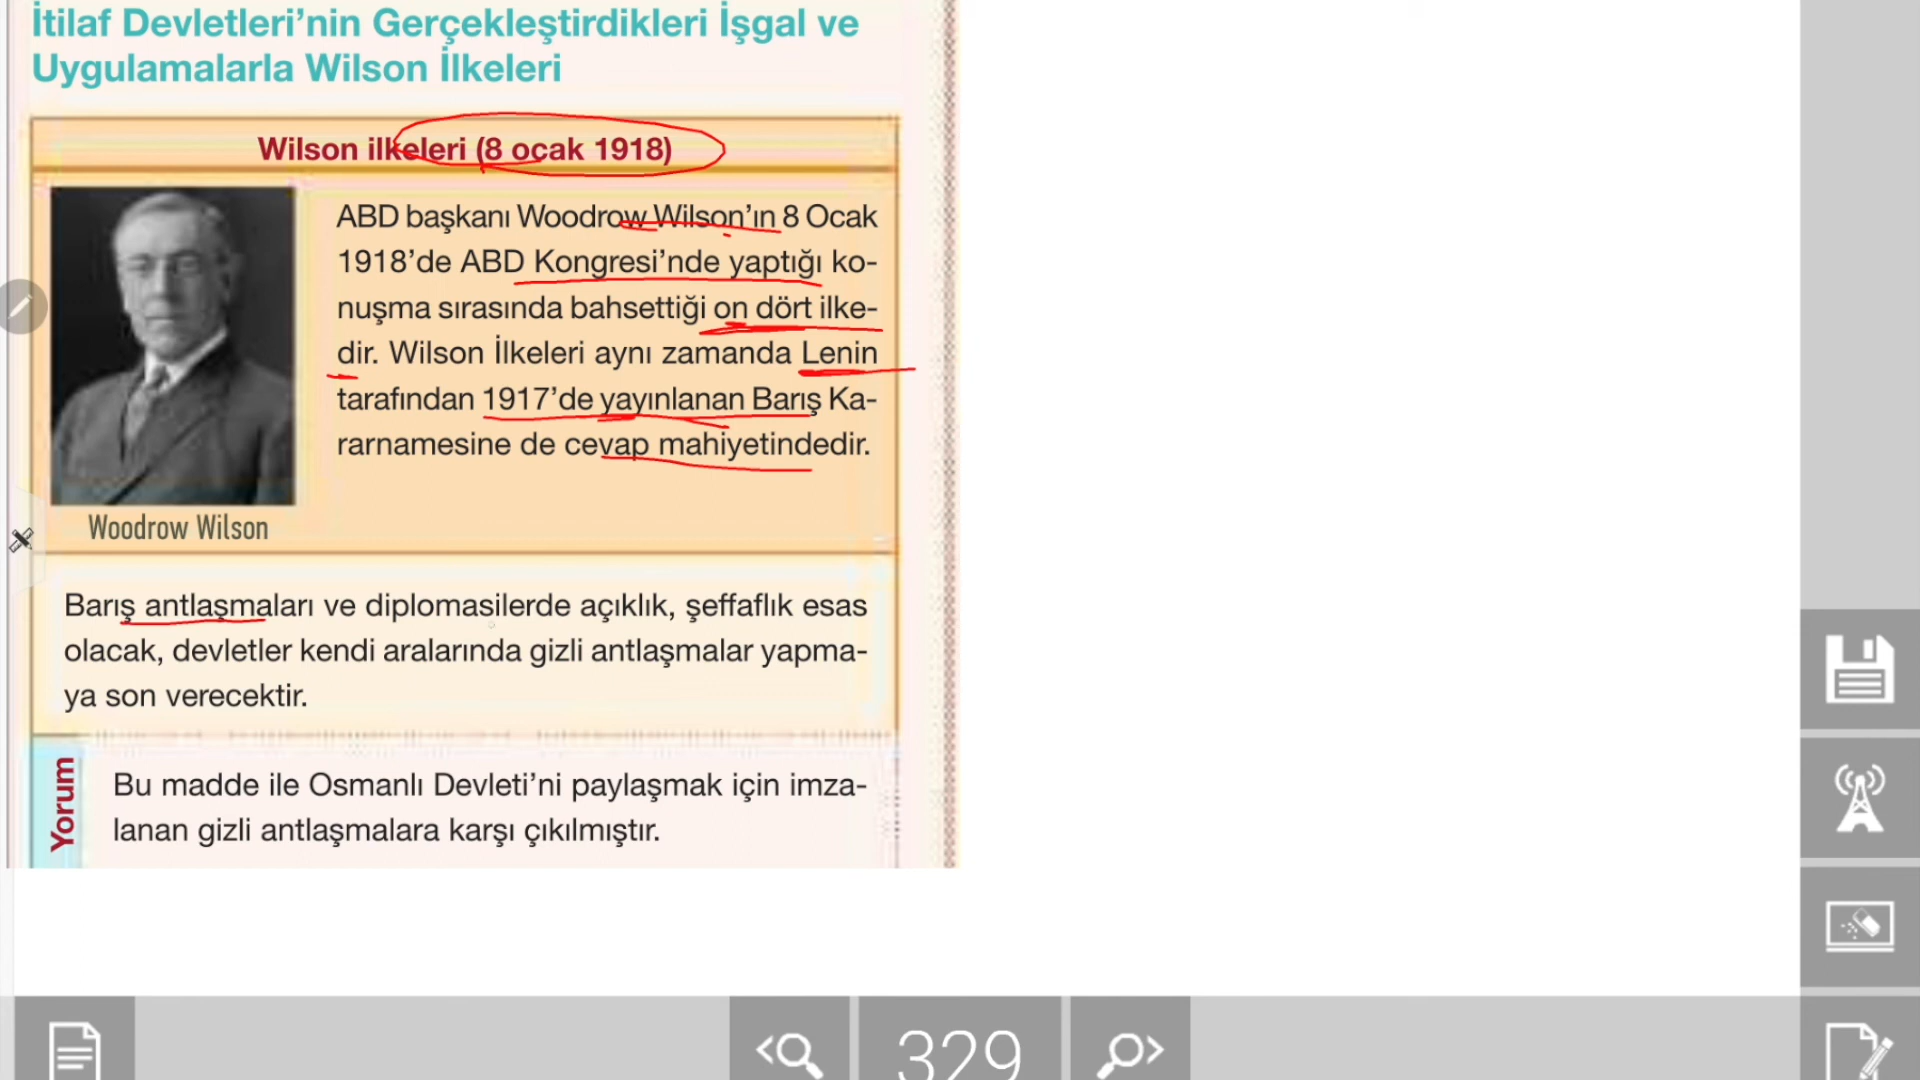 İtilaf Devletleri’nin Gerçekleştirdikleri İşgal ve
Uygulamalarla Wilson İlkeleri
Wilson ilkeleri (8 ocak 1918)
ABD başkanı Woodrow Wilson’ın 8 Ocak
1918’de ABD Kongresi’nde yaptığı ko-
nuşma sırasında bahsettiği on dört ilke-
dir. Wilson İlkeleri aynı zamanda Lenin
tarafından 1917’de yayınlanan Barış Ka-
rarnamesine de cevap mahiyetindedir.
Woodrow Wilson
Barış antlaşmaları ve diplomasilerde açıklık, şeffaflık esas
olacak, devletler kendi aralarında gizli antlaşmalar yapma-
ya son verecektir.
Yorum
Bu madde ile Osmanlı Devleti’ni paylaşmak için imza-
lanan gizli antlaşmalara karşı çıkılmıştır.
329